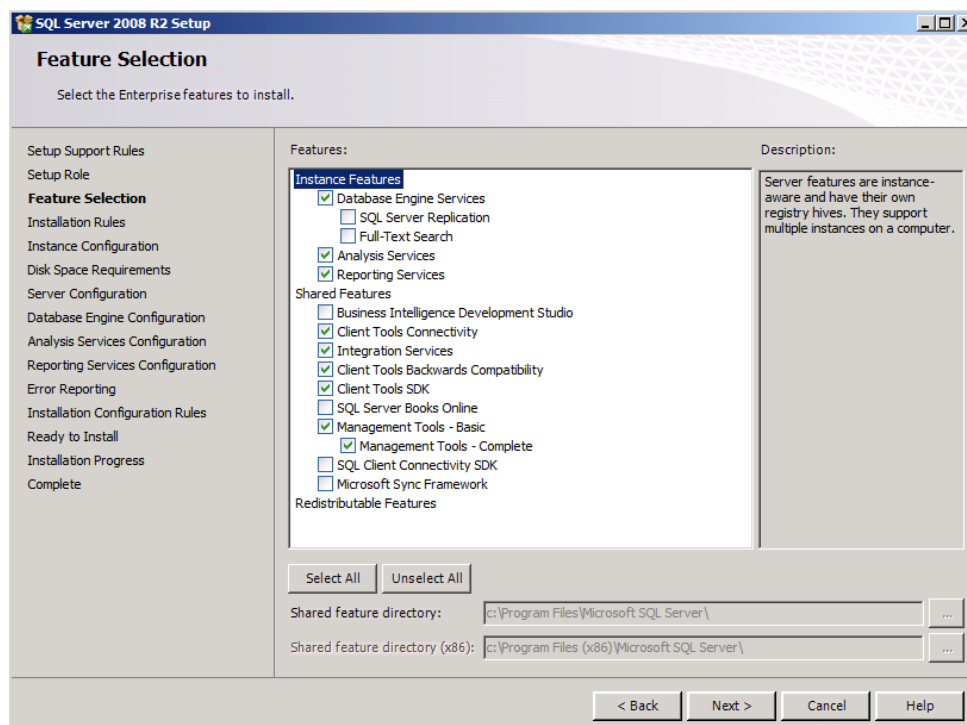 SQL Server 2008 R2 Setup
Feature Selection
Select the Enterprise features to install.
Setup Support Rules
Setup Role
Feature Selection
Installation Rules
Instance Configuration
Disk Space Requirements
Server Configuration
Database Engine Configuration
Analysis Services Configuration
Reporting Services Configuration
Error Reporting
Installation Configuration Rules
Ready to Install
Installation Progress
Complete
Features:
Instance Features
Database Engine Services
SQL Server Replication
Full-Text Search
Analysis Services
Reporting Services
Shared Features
Business Intelligence Development Studio
Client Tools Connectivity
Integration Services
Client Tools Backwards Compatibility
Client Tools SDK
SQL Server Books Online
Management Tools - Basic
Management Tools - Complete
SQL Client Connectivity SDK
Microsoft Sync Framework
Redistributable Features
Description:
Server features are instance-
aware and have their own
registry hives. They support
multiple instances on a computer.
Select All
Unselect All
Shared feature directory:
c:\Program Files\Microsoft SQL Server\
...
Shared feature directory (x86):
c:\Program Files (x86)\Microsoft SQL Server\
...
< Back
Next >
Cancel
Help